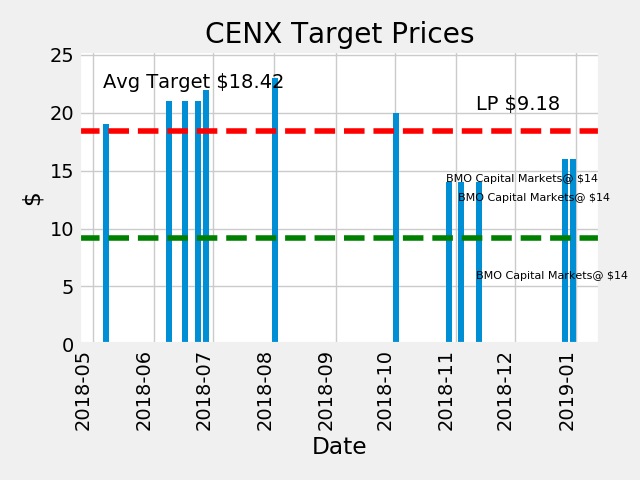 CENX Target Prices
25
Avg Target $18.42
LP $9.18
20
15
BMO Capital Markets@ $14
BMO Capital Markets@ $14
10
BMO Capital Markets@ $14
5
0
$
2018-05
2018-06
2018-07
2018-08
2018-09
2018-10
2018-11
2018-12
2019-01
Date